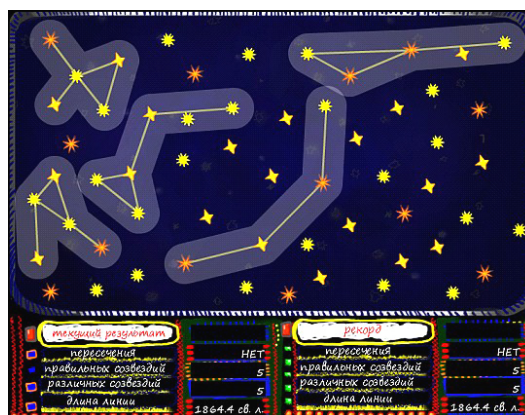 текущий результат
пересечения НЕТ
правильных созвездий 5
различных созвездий 5
длина линии 1864.4 св. л.
рекорд
пересечения НЕТ
правильных созвездий 5
различных созвездий 5
длина линии 1864.4 св. л.